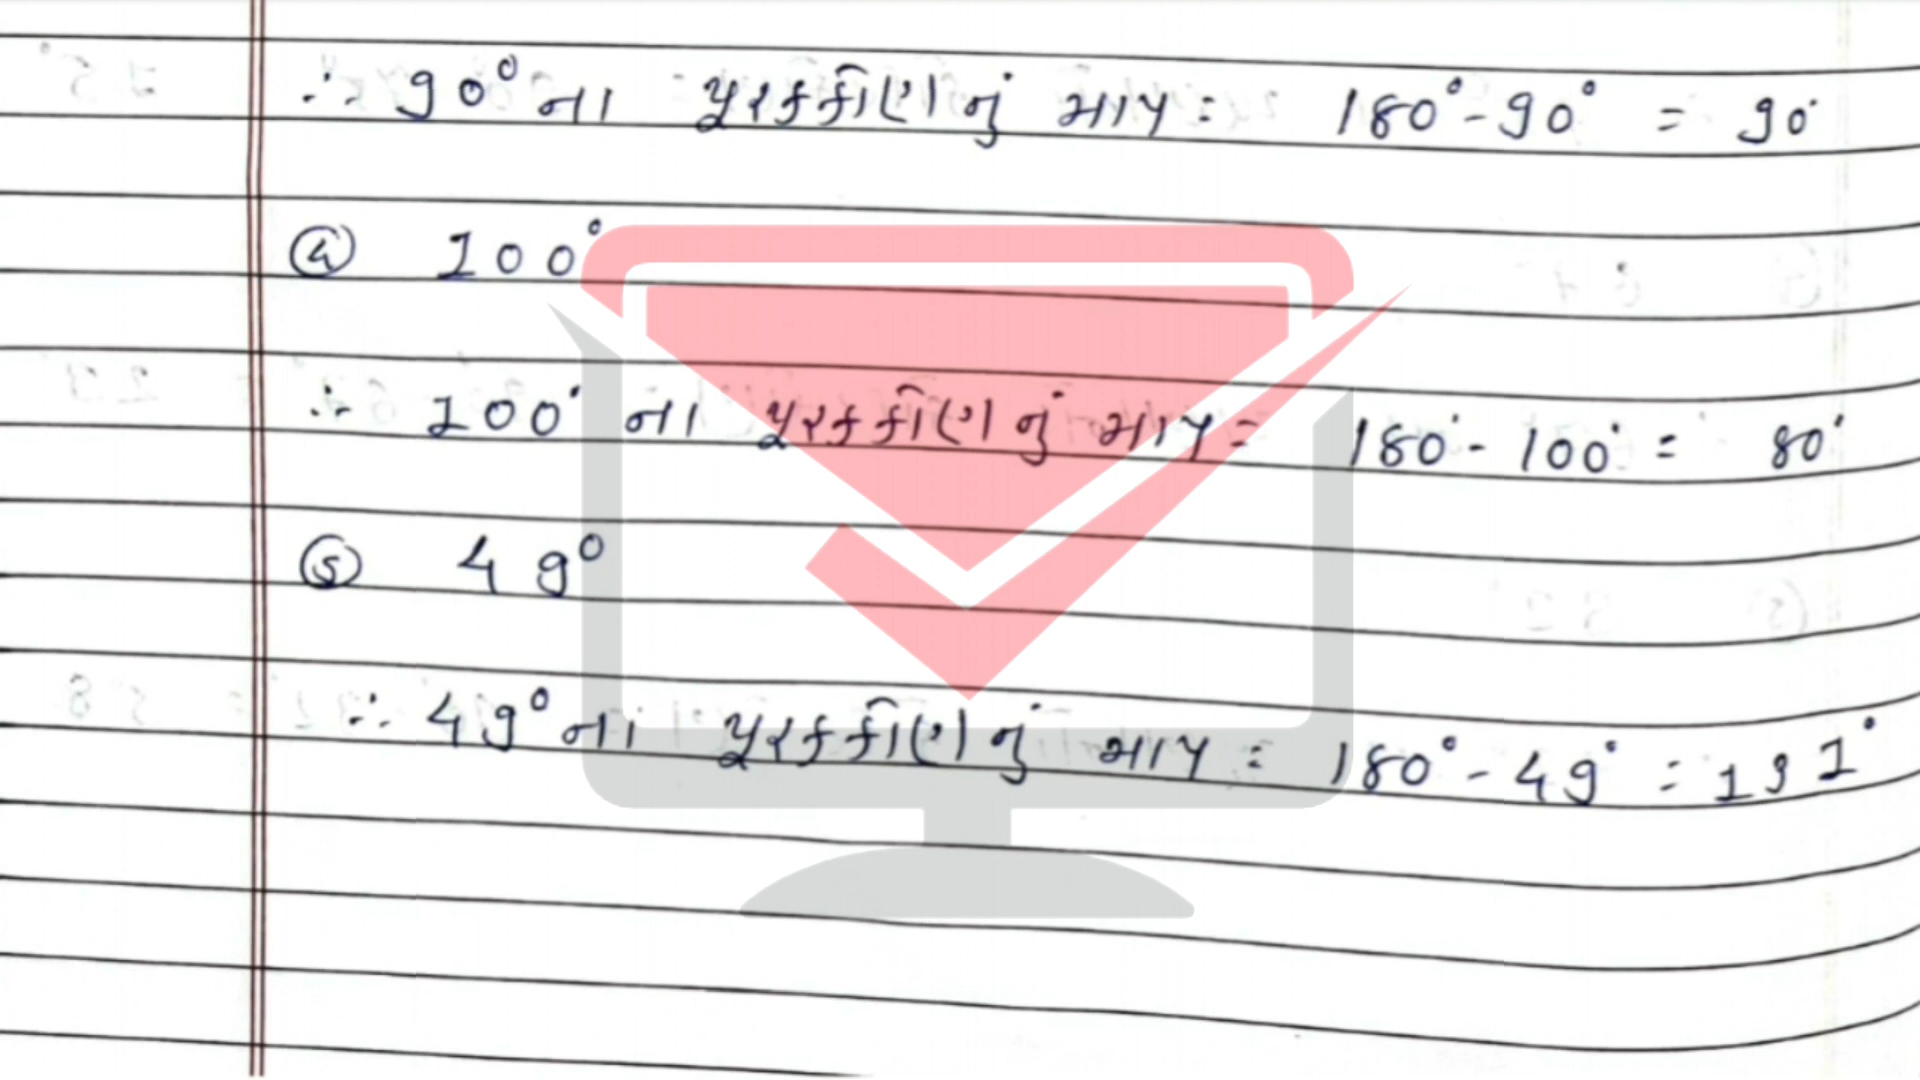 ∴ 90° ના પુરકકોણનું માપ = 180° - 90° = 90°
④ 100°
∴ 100° ના પુરકકોણનું માપ = 180° - 100° = 80°
⑤ 49°
∴ 49° ના પુરકકોણનું માપ = 180° - 49° = 131°